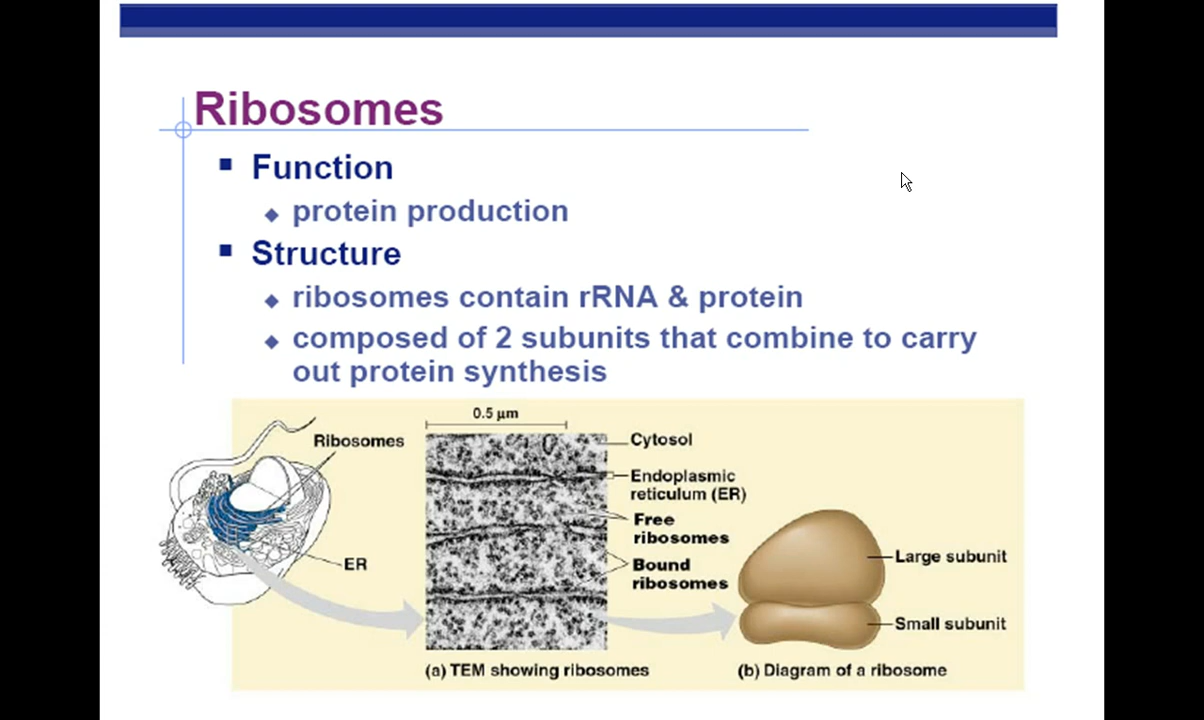 Ribosomes
Function
protein production
Structure
ribosomes contain rRNA & protein
composed of 2 subunits that combine to carry
out protein synthesis
0.5 µm
Ribosomes
ER
Cytosol
Endoplasmic
reticulum (ER)
Free
ribosomes
Bound
ribosomes
Large subunit
Small subunit
(a) TEM showing ribosomes
(b) Diagram of a ribosome